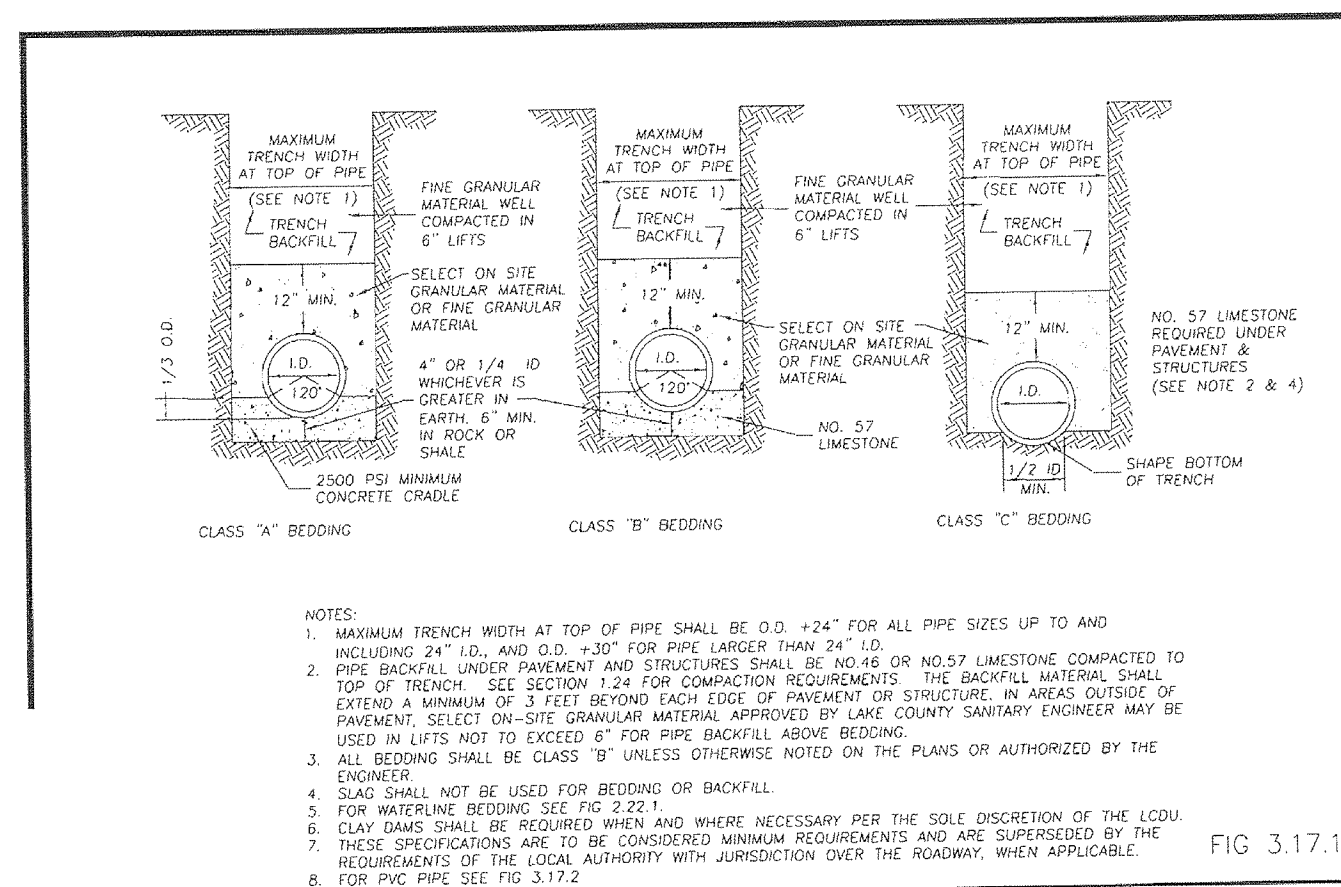 MAXIMUM
TRENCH WIDTH
AT TOP OF PIPE
(SEE NOTE 1)
TRENCH
BACKFILL
12" MIN.
I.D.
120°
1/3 O.D.
FINE GRANULAR
MATERIAL WELL
COMPACTED IN
6" LIFTS
SELECT ON SITE
GRANULAR MATERIAL
OR FINE GRANULAR
MATERIAL
4" OR 1/4 ID
WHICHEVER IS
GREATER IN
EARTH. 6" MIN.
IN ROCK OR
SHALE
2500 PSI MINIMUM
CONCRETE CRADLE
CLASS "A" BEDDING
MAXIMUM
TRENCH WIDTH
AT TOP OF PIPE
(SEE NOTE 1)
TRENCH
BACKFILL
12" MIN.
I.D.
120°
FINE GRANULAR
MATERIAL WELL
COMPACTED IN
6" LIFTS
SELECT ON SITE
GRANULAR MATERIAL
OR FINE GRANULAR
MATERIAL
NO. 57
LIMESTONE
CLASS "B" BEDDING
MAXIMUM
TRENCH WIDTH
AT TOP OF PIPE
(SEE NOTE 1)
TRENCH
BACKFILL
12" MIN.
I.D.
1/2 ID
MIN.
NO. 57 LIMESTONE
REQUIRED UNDER
PAVEMENT &
STRUCTURES
(SEE NOTE 2 & 4)
SHAPE BOTTOM
OF TRENCH
CLASS "C" BEDDING
NOTES:
1. MAXIMUM TRENCH WIDTH AT TOP OF PIPE SHALL BE O.D. +24" FOR ALL PIPE SIZES UP TO AND
INCLUDING 24" I.D., AND O.D. +30" FOR PIPE LARGER THAN 24" I.D.
2. PIPE BACKFILL UNDER PAVEMENT AND STRUCTURES SHALL BE NO.46 OR NO.57 LIMESTONE COMPACTED TO
TOP OF TRENCH. SEE SECTION 1.24 FOR COMPACTION REQUIREMENTS. THE BACKFILL MATERIAL SHALL
EXTEND A MINIMUM OF 3 FEET BEYOND EACH EDGE OF PAVEMENT OR STRUCTURE. IN AREAS OUTSIDE OF
PAVEMENT, SELECT ON-SITE GRANULAR MATERIAL APPROVED BY LAKE COUNTY SANITARY ENGINEER MAY BE
USED IN LIFTS NOT TO EXCEED 6" FOR PIPE BACKFILL ABOVE BEDDING.
3. ALL BEDDING SHALL BE CLASS "B" UNLESS OTHERWISE NOTED ON THE PLANS OR AUTHORIZED BY THE
ENGINEER.
4. SLAG SHALL NOT BE USED FOR BEDDING OR BACKFILL.
5. FOR WATERLINE BEDDING SEE FIG 2.22.1.
6. CLAY DAMS SHALL BE REQUIRED WHEN AND WHERE NECESSARY PER THE SOLE DISCRETION OF THE LCDU.
7. THESE SPECIFICATIONS ARE TO BE CONSIDERED MINIMUM REQUIREMENTS AND ARE SUPERSEDED BY THE
REQUIREMENTS OF THE LOCAL AUTHORITY WITH JURISDICTION OVER THE ROADWAY, WHEN APPLICABLE.
8. FOR PVC PIPE SEE FIG 3.17.2
FIG 3.17.1